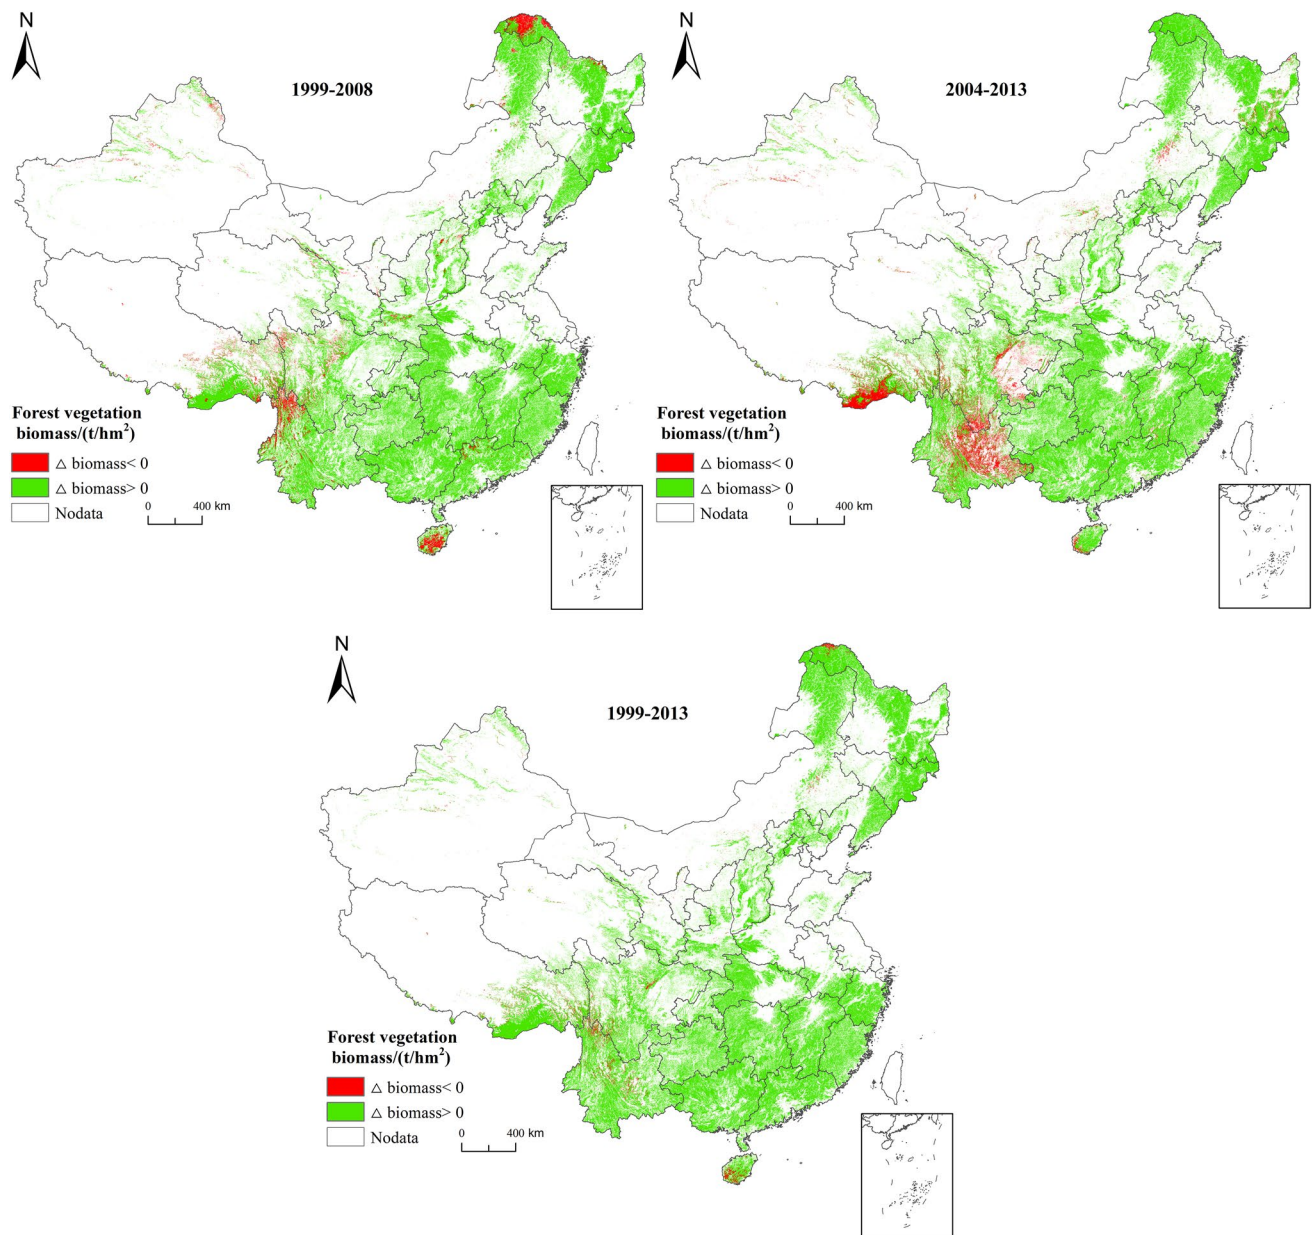 N
1999-2008
Forest vegetation
biomass/(t/hm²)
△ biomass< 0
△ biomass> 0
Nodata
0 400 km
N
2004-2013
Forest vegetation
biomass/(t/hm²)
△ biomass< 0
△ biomass> 0
Nodata
0 400 km
N
1999-2013
Forest vegetation
biomass/(t/hm²)
△ biomass< 0
△ biomass> 0
Nodata
0 400 km